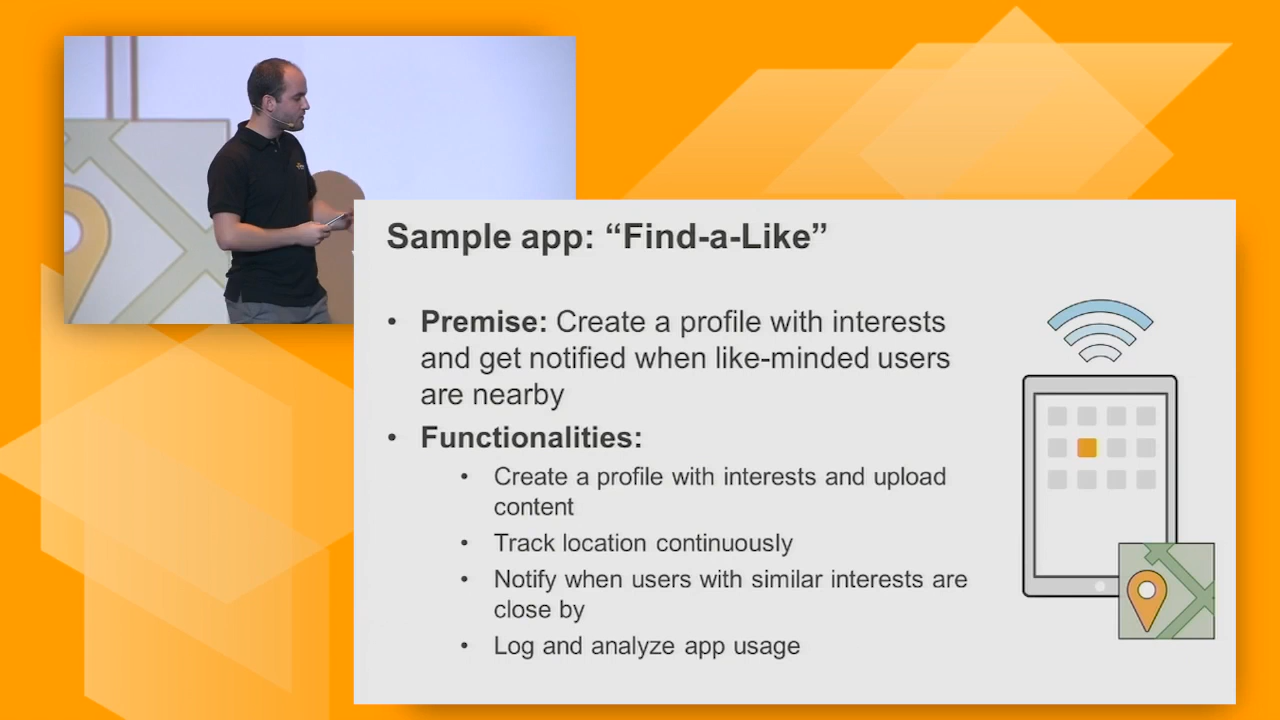 Sample app: “Find-a-Like”
• Premise: Create a profile with interests
and get notified when like-minded users
are nearby
• Functionalities:
• Create a profile with interests and upload
content
• Track location continuously
• Notify when users with similar interests are
close by
• Log and analyze app usage